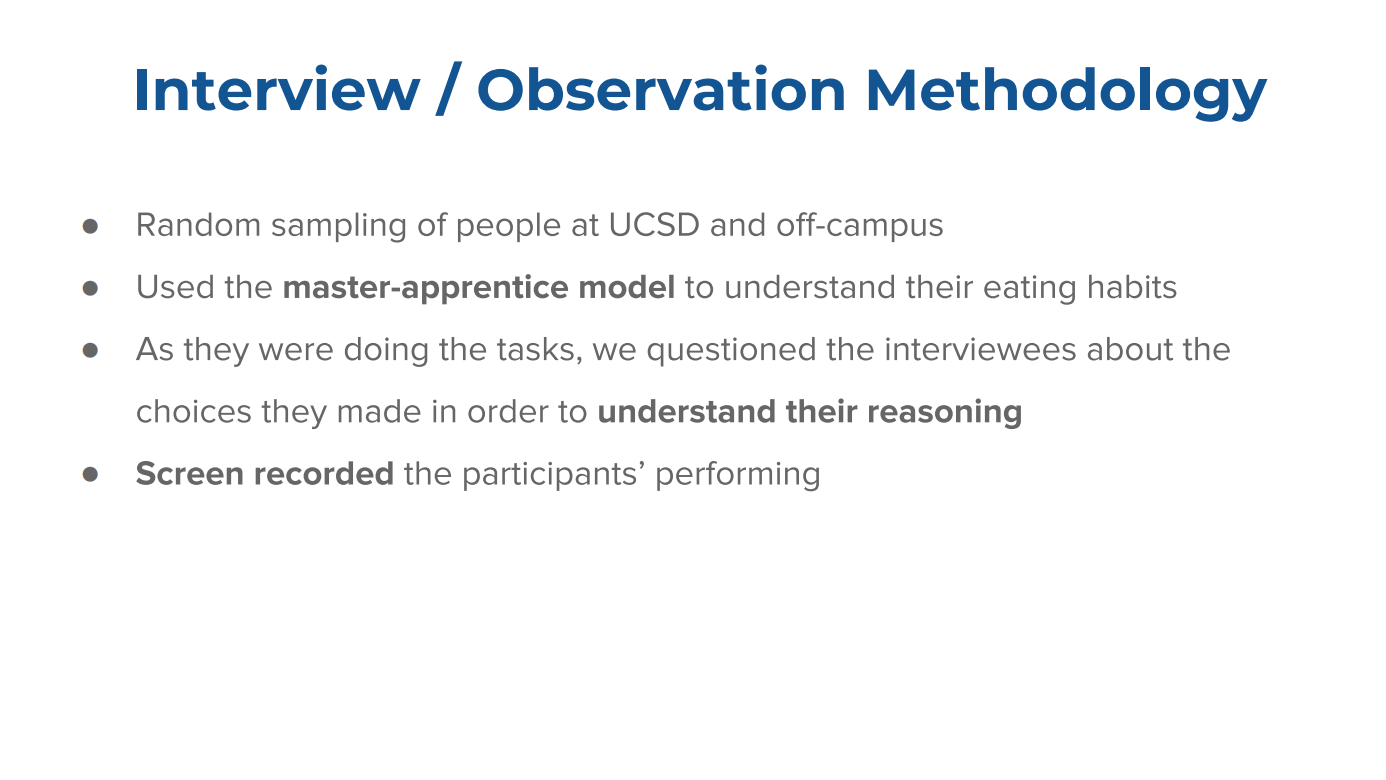 Interview / Observation Methodology
● Random sampling of people at UCSD and off-campus
● Used the master-apprentice model to understand their eating habits
● As they were doing the tasks, we questioned the interviewees about the
choices they made in order to understand their reasoning
● Screen recorded the participants’ performing